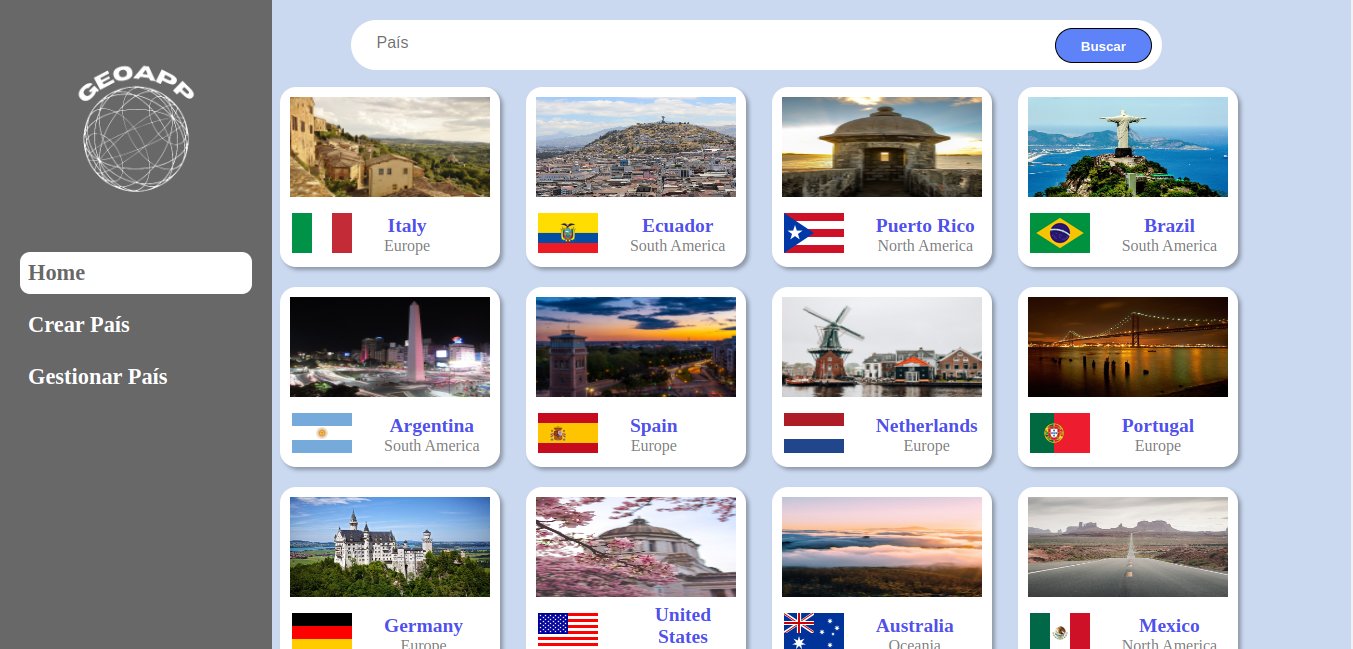 GEOAPP
Home
Crear País
Gestionar País
País
Buscar
Italy
Europe
Ecuador
South America
Puerto Rico
North America
Brazil
South America
Argentina
South America
Spain
Europe
Netherlands
Europe
Portugal
Europe
Germany
Europe
United
States
Australia
Oceania
Mexico
North America